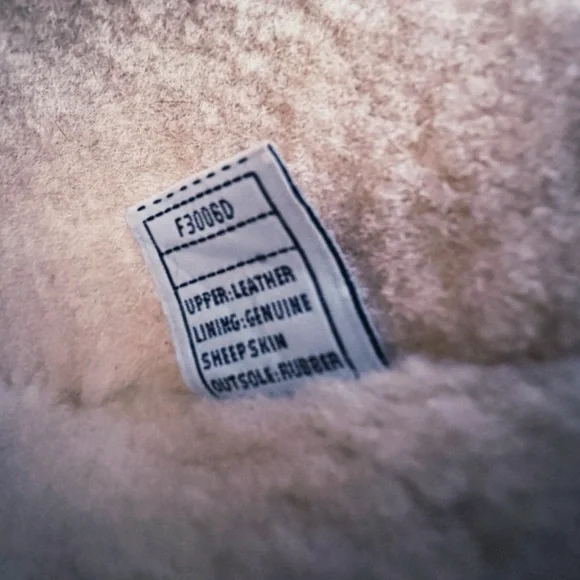 F3006D
UPPER:LEATHER
LINING:GENUINE
SHEEPSKIN
OUTSOLE:RUBBER